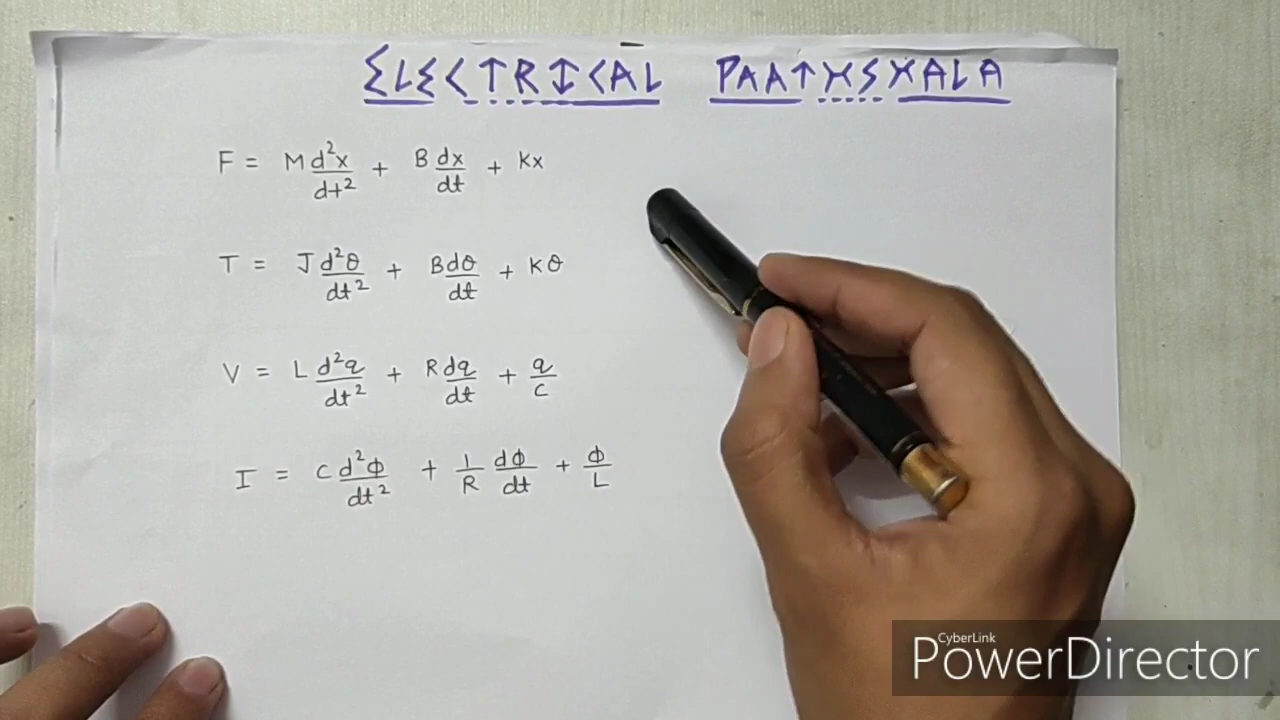 ELECTRICAL PAATHSHALA
F = M d²x/dt² + B dx/dt + Kx
T = J d²θ/dt² + B dθ/dt + Kθ
V = L d²q/dt² + R dq/dt + q/C
I = C d²Φ/dt² + 1/R dΦ/dt + Φ/L
CyberLink
PowerDirector